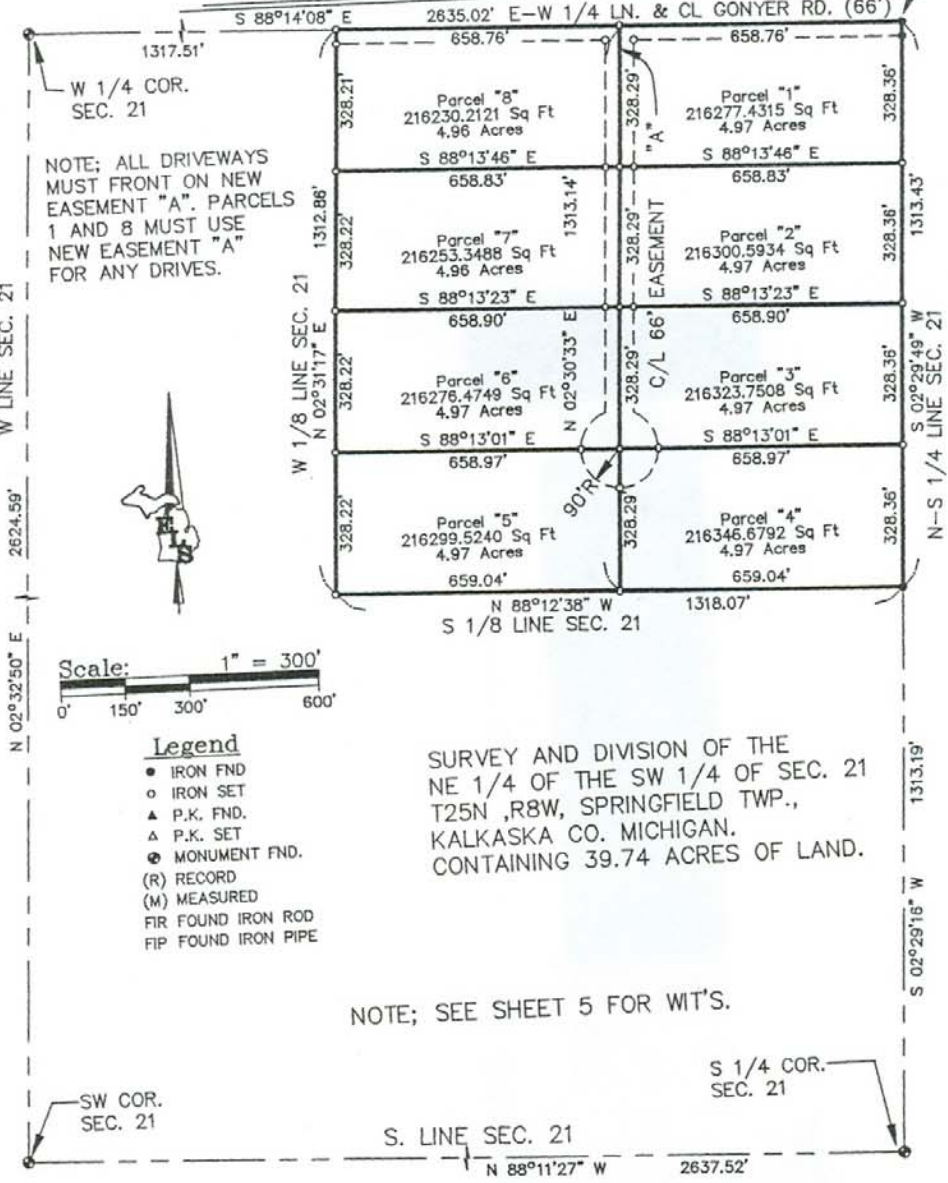 S 88°14'08" E 2635.02' E-W 1/4 LN. & CL GONYER RD. (66')
1317.51'
658.76'
658.76'
W 1/4 COR.
SEC. 21
328.21'
Parcel "8"
216230.2121 Sq Ft
4.96 Acres
328.29'
"A"
Parcel "1"
216277.4315 Sq Ft
4.97 Acres
328.36'
S 88°13'46" E
658.83'
S 88°13'46" E
658.83'
NOTE; ALL DRIVEWAYS
MUST FRONT ON NEW
EASEMENT "A". PARCELS
1 AND 8 MUST USE
NEW EASEMENT "A"
FOR ANY DRIVES.
1312.86'
328.22'
Parcel "7"
216253.3488 Sq Ft
4.96 Acres
1313.14'
328.29'
C/L 66' EASEMENT
Parcel "2"
216300.5934 Sq Ft
4.97 Acres
328.36'
1313.43'
S 88°13'23" E
658.90'
S 88°13'23" E
658.90'
W LINE SEC. 21
W 1/8 LINE SEC. 21
N 02°31'17" E
328.22'
Parcel "6"
216276.4749 Sq Ft
4.97 Acres
N 02°30'33" E
328.29'
Parcel "3"
216323.7508 Sq Ft
4.97 Acres
328.36'
S 02°29'49" W
N-S 1/4 LINE SEC. 21
S 88°13'01" E
658.97'
S 88°13'01" E
658.97'
90'R
328.22'
Parcel "5"
216299.5240 Sq Ft
4.97 Acres
328.29'
Parcel "4"
216346.6792 Sq Ft
4.97 Acres
328.36'
659.04'
659.04'
N 88°12'38" W 1318.07'
S 1/8 LINE SEC. 21
ELS
2624.59'
N 02°32'50" E
Scale: 1" = 300'
0' 150' 300' 600'
Legend
IRON FND
IRON SET
P.K. FND.
P.K. SET
MONUMENT FND.
(R) RECORD
(M) MEASURED
FIR FOUND IRON ROD
FIP FOUND IRON PIPE
SURVEY AND DIVISION OF THE
NE 1/4 OF THE SW 1/4 OF SEC. 21
T25N ,R8W, SPRINGFIELD TWP.,
KALKASKA CO. MICHIGAN.
CONTAINING 39.74 ACRES OF LAND.
1313.19'
S 02°29'16" W
NOTE; SEE SHEET 5 FOR WIT'S.
SW COR.
SEC. 21
S 1/4 COR.
SEC. 21
S. LINE SEC. 21
N 88°11'27" W 2637.52'